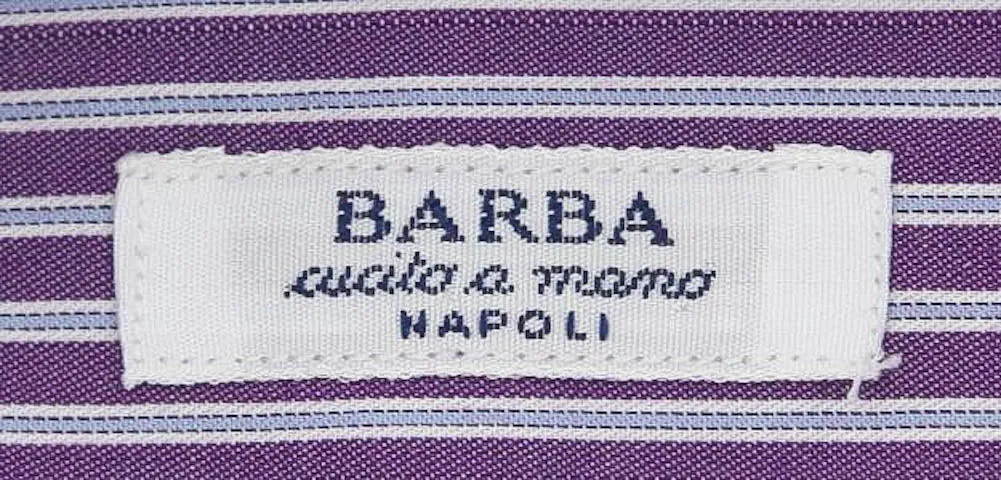 BARBA
cucito a mano
NAPOLI